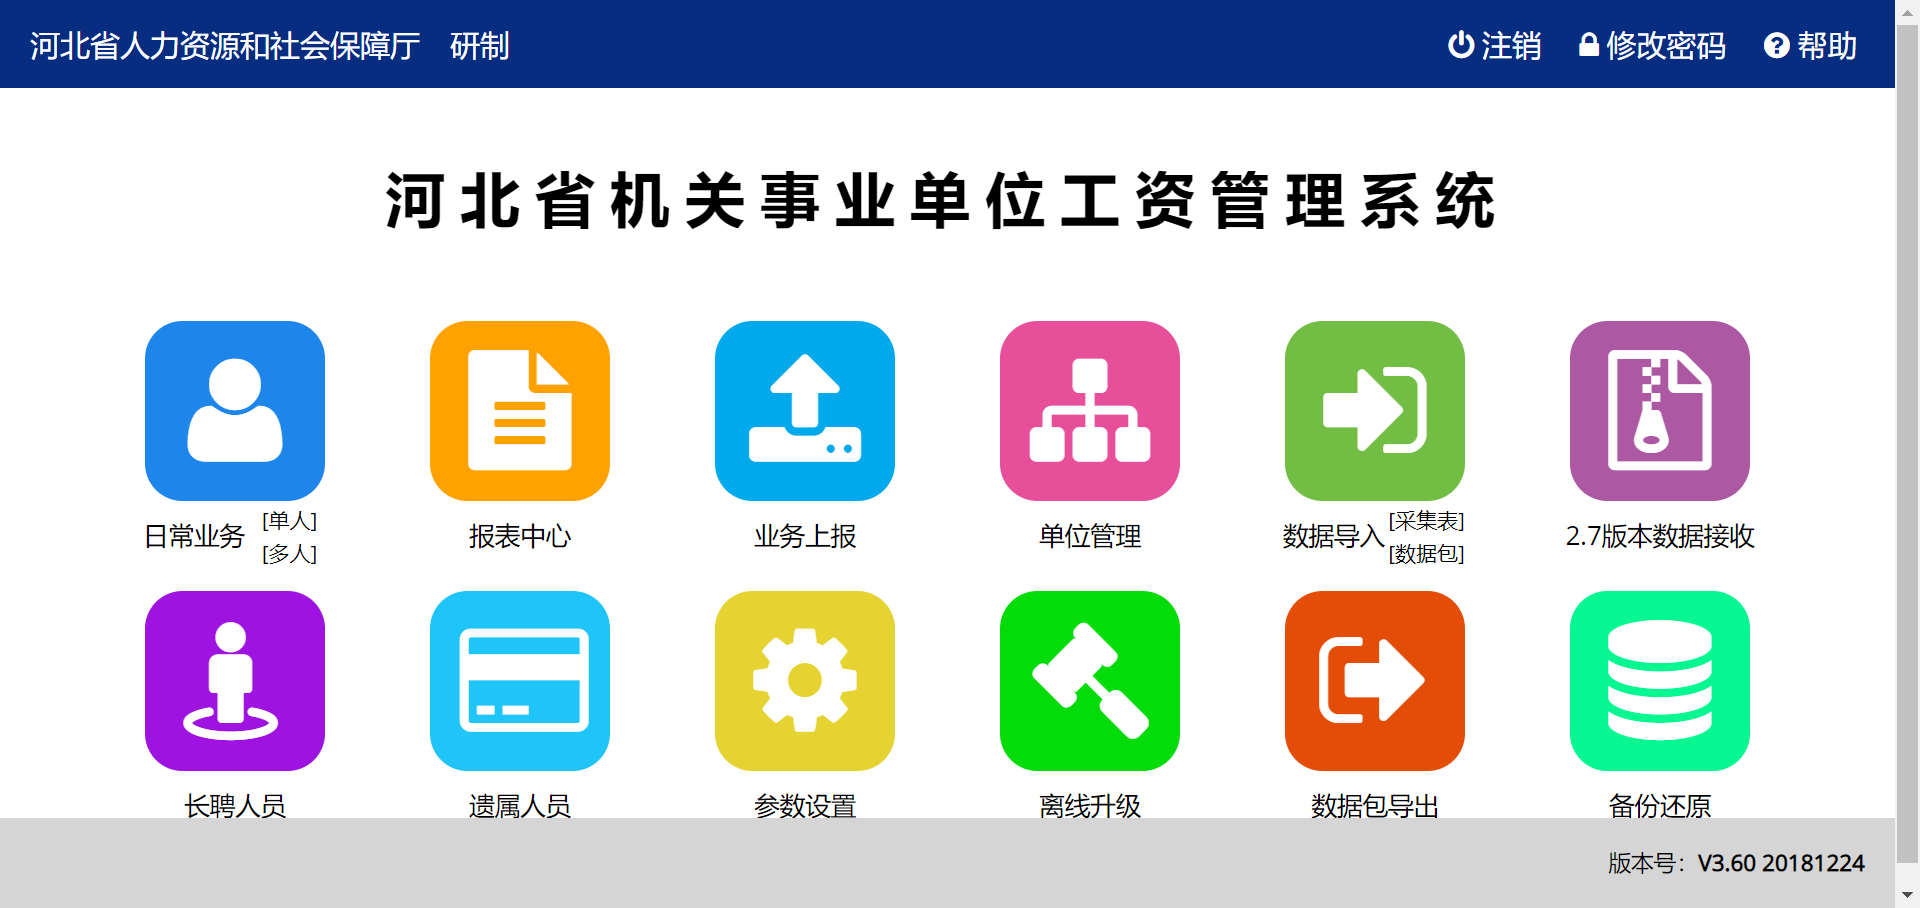 河北省人力资源和社会保障厅 研制
注销 修改密码 帮助
河北省机关事业单位工资管理系统
日常业务 [单人] [多人]
报表中心
业务上报
单位管理
数据导入 [采集表] [数据包]
2.7版本数据接收
长聘人员
遗属人员
参数设置
离线升级
数据包导出
备份还原
版本号：V3.60 20181224